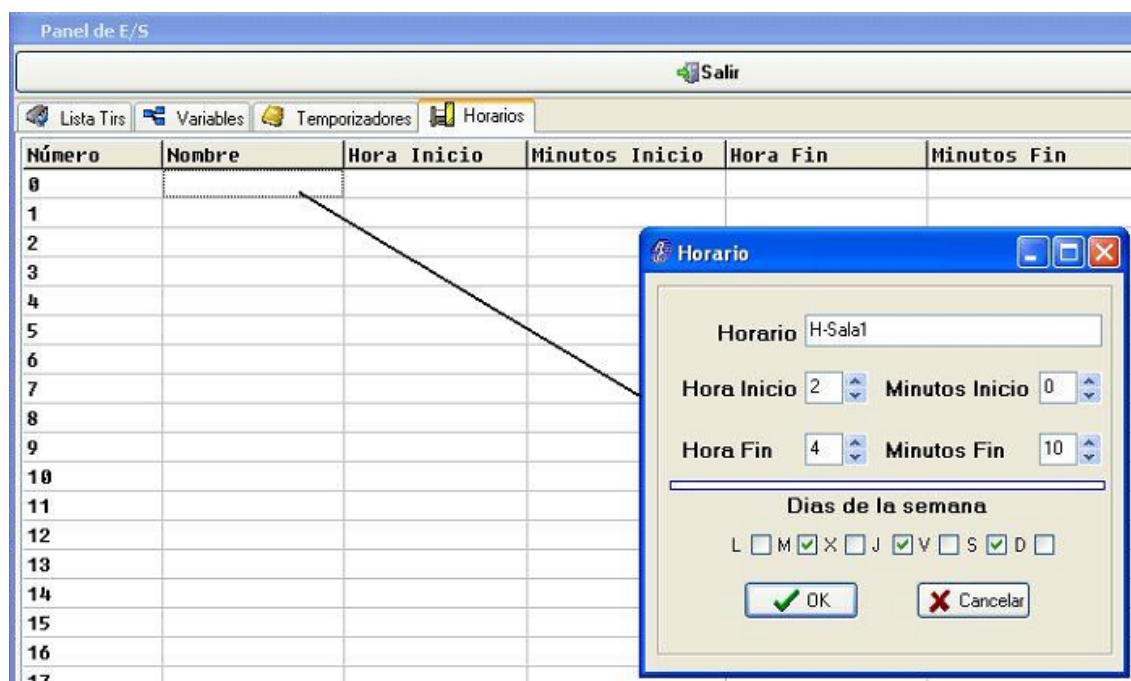 Panel de E/S
Salir
Lista Tirs Variables Temporizadores Horarios
Número Nombre Hora Inicio Minutos Inicio Hora Fin Minutos Fin
0
1
2
3
4
5
6
7
8
9
10
11
12
13
14
15
16
17
Horario
Horario H-Sala1
Hora Inicio 2 Minutos Inicio 0
Hora Fin 4 Minutos Fin 10
Dias de la semana
L M X J V S D
OK Cancelar